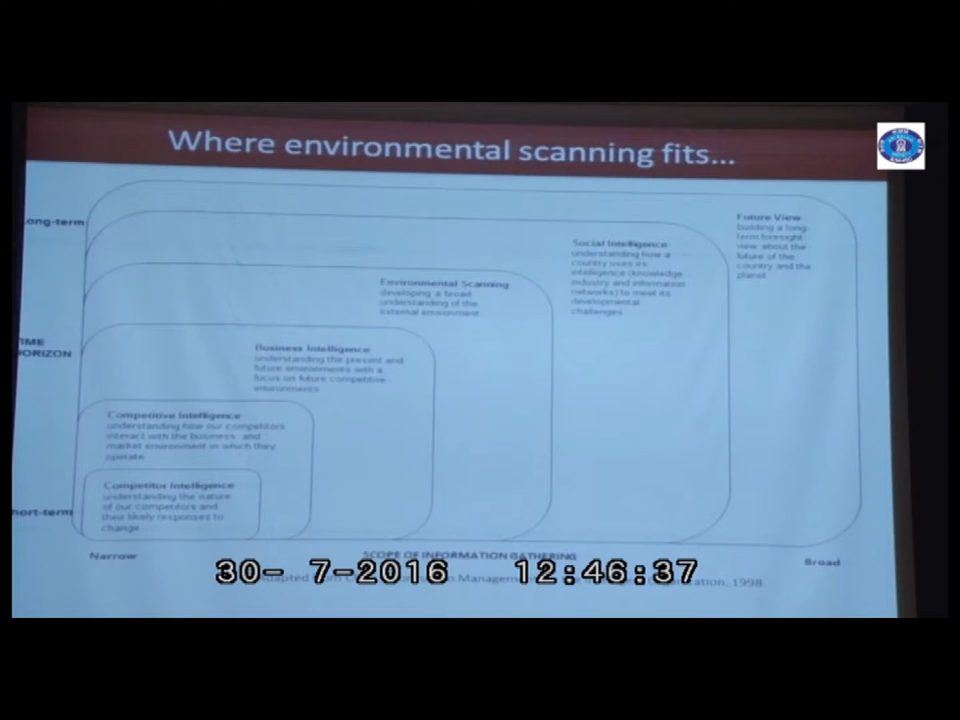 Where environmental scanning fits...
Long-term
Future View
building a long-
term foresight
view about the
future of the
country and the
planet
Social Intelligence
understanding how a
country uses its
intelligence (knowledge
industry and information
networks) to meet its
developmental
challenges
Environmental Scanning
developing a broad
understanding of the
external environment
TIME
HORIZON
Business Intelligence
understanding the present and
future environments with a
focus on future competitive
environments
Competitive Intelligence
understanding how our competitors
interact with the business and
market environment in which they
operate
Competitor Intelligence
understanding the nature
of our competitors and
their likely responses to
change
hort-term
Narrow
SCOPE OF INFORMATION GATHERING
Broad
30- 7-2016 12:46:37
Adapted from Management Organization, 1998